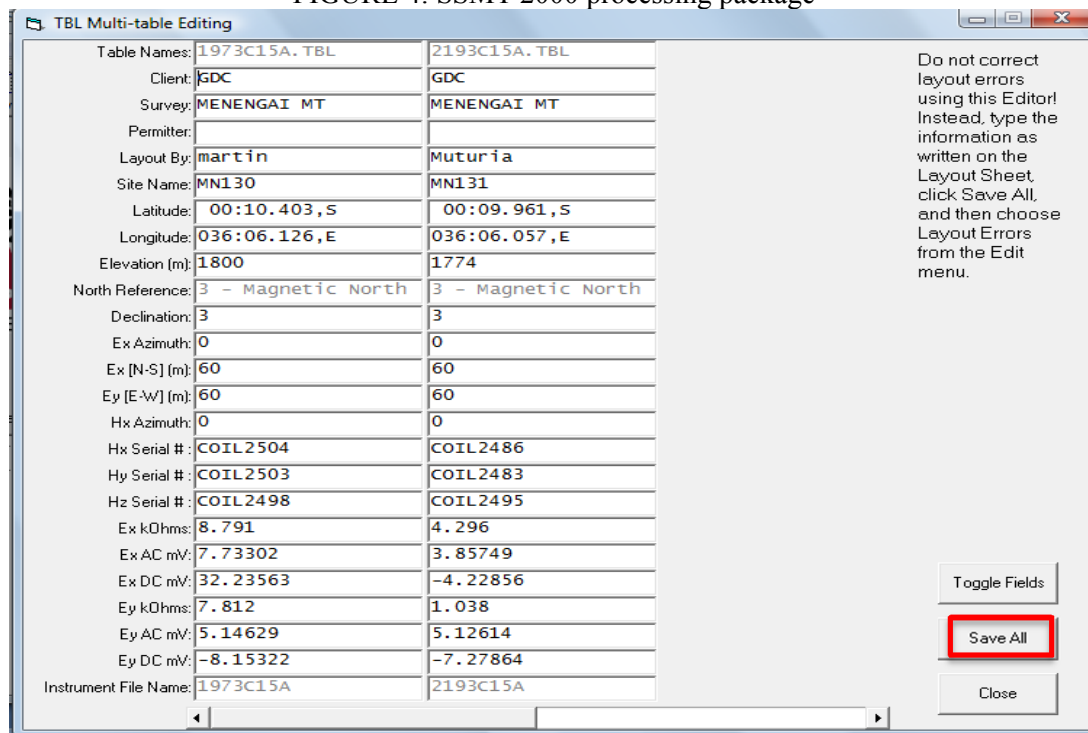 FIGURE 4: SSMT 2000 processing package
TBL Multi-table Editing
Table Names: 1973C15A.TBL 2193C15A.TBL
Client: GDC GDC
Survey: MENENGAI MT MENENGAI MT
Permitter:
Layout By: martin Muturia
Site Name: MN130 MN131
Latitude: 00:10.403,S 00:09.961,S
Longitude: 036:06.126,E 036:06.057,E
Elevation (m): 1800 1774
North Reference: 3 - Magnetic North 3 - Magnetic North
Declination: 3 3
Ex Azimuth: 0 0
Ex [N-S] (m): 60 60
Ey [E-W] (m): 60 60
Hx Azimuth: 0 0
Hx Serial # : COIL2504 COIL2486
Hy Serial # : COIL2503 COIL2483
Hz Serial # : COIL2498 COIL2495
Ex kOhms: 8.791 4.296
Ex AC mV: 7.73302 3.85749
Ex DC mV: 32.23563 -4.22856
Ey kOhms: 7.812 1.038
Ey AC mV: 5.14629 5.12614
Ey DC mV: -8.15322 -7.27864
Instrument File Name: 1973C15A 2193C15A
Do not correct
layout errors
using this Editor!
Instead, type the
information as
written on the
Layout Sheet,
click Save All,
and then choose
Layout Errors
from the Edit
menu.
Toggle Fields
Save All
Close